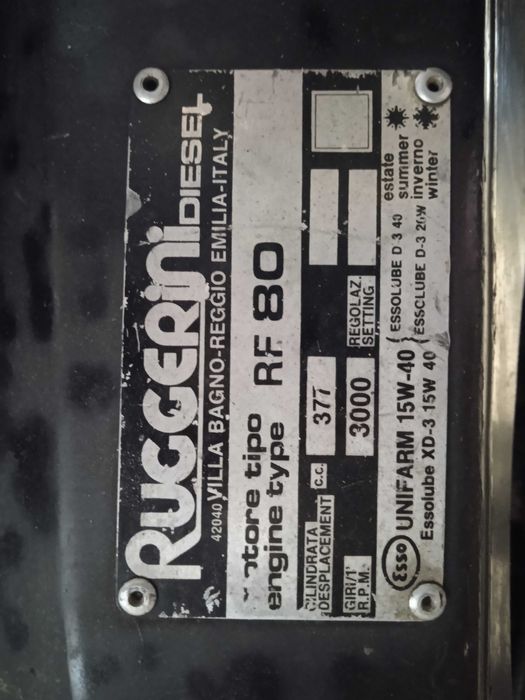 RUGGERINI DIESEL
42040 VILLA BAGNO-REGGIO EMILIA-ITALY
motore tipo
engine type RF 80
CILINDRATA
DESPLACEMENT c.c. 377
GIRI/1'
R.P.M. 3000 REGOLAZ.
SETTING
Esso UNIFARM 15W-40 { ESSOLUBE D-3 40 estate
summer
Essolube XD-3 15W 40 { ESSOLUBE D-3 20W inverno
winter